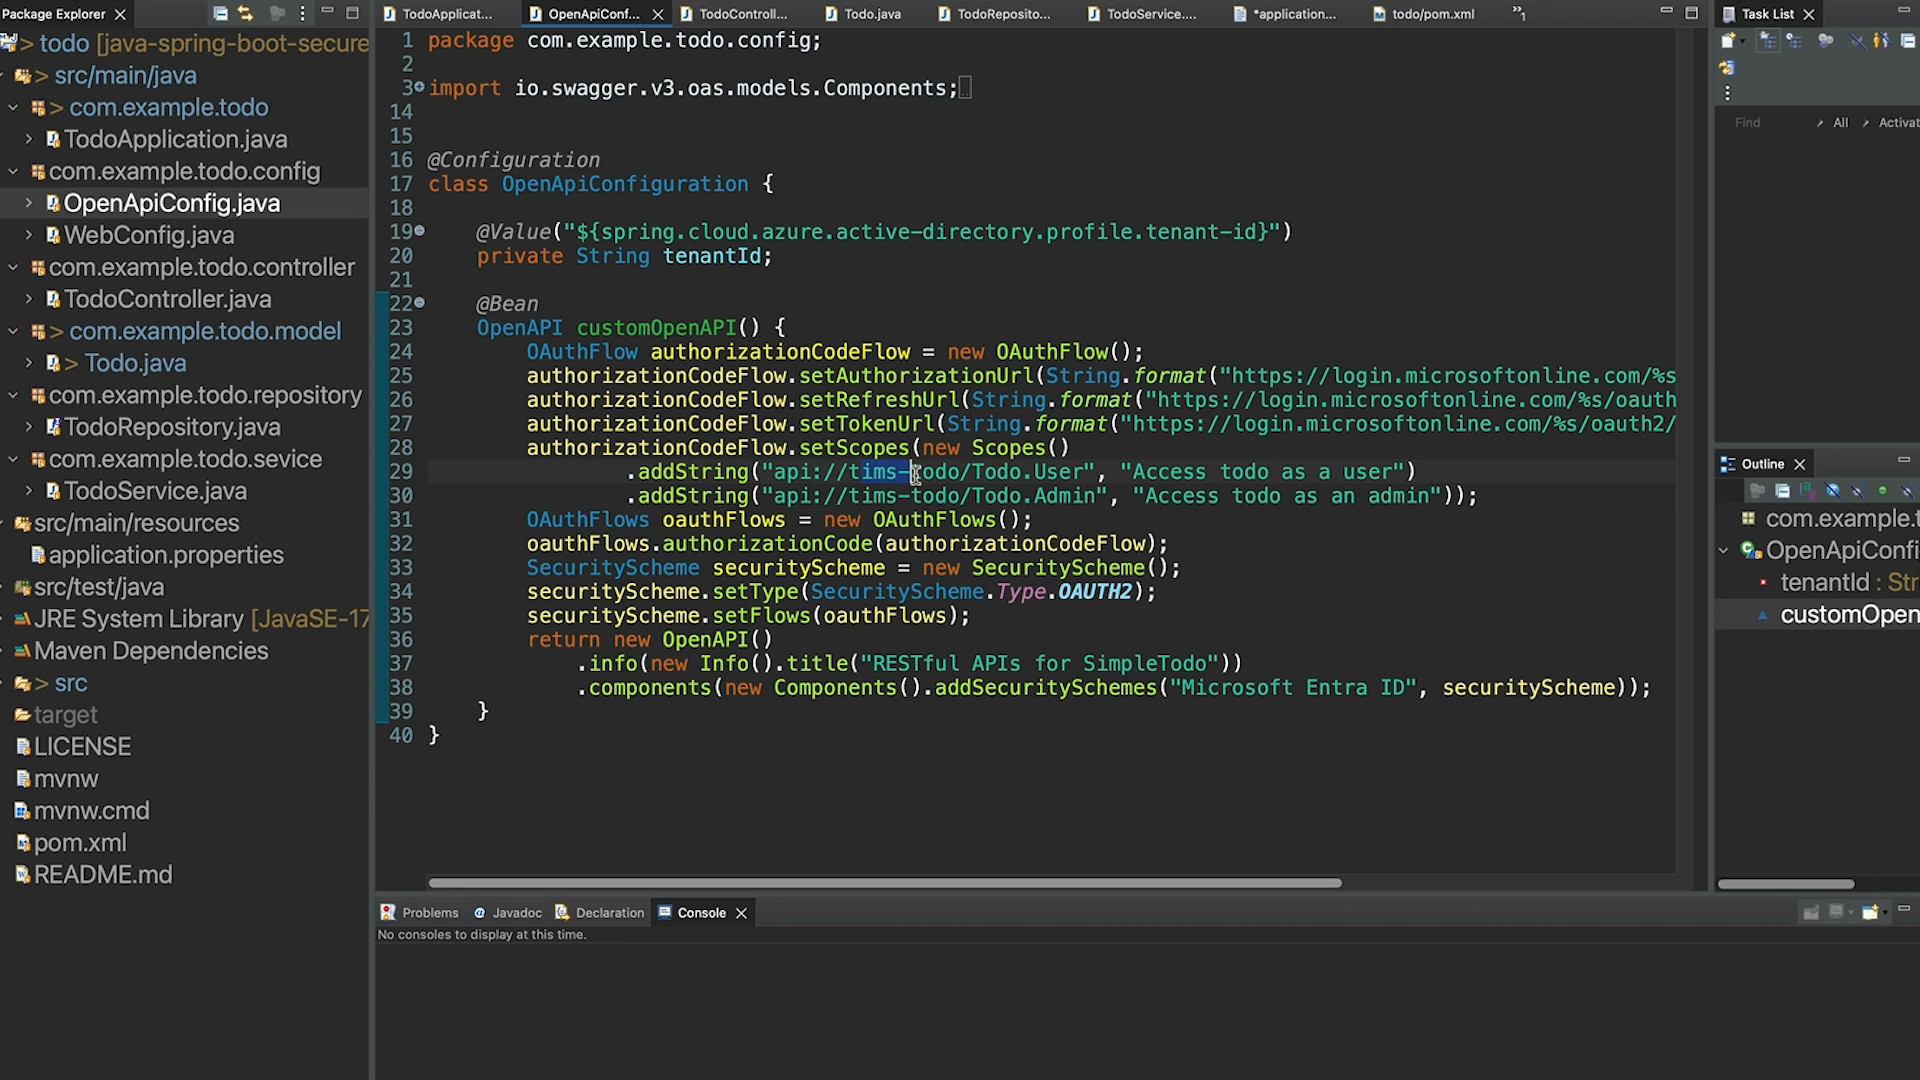 Package Explorer
TodoApplicat...
OpenApiConf...
TodoControll...
Todo.java
TodoReposito...
TodoService....
*application...
todo/pom.xml
1
Task List
> todo [java-spring-boot-secure
> src/main/java
> com.example.todo
TodoApplication.java
com.example.todo.config
OpenApiConfig.java
WebConfig.java
com.example.todo.controller
TodoController.java
> com.example.todo.model
> Todo.java
com.example.todo.repository
TodoRepository.java
com.example.todo.sevice
TodoService.java
src/main/resources
application.properties
src/test/java
JRE System Library [JavaSE-17
Maven Dependencies
> src
target
LICENSE
mvnw
mvnw.cmd
pom.xml
README.md
1 package com.example.todo.config;
2
3 import io.swagger.v3.oas.models.Components;
14
15
16 @Configuration
17 class OpenApiConfiguration {
18
19 @Value("${spring.cloud.azure.active-directory.profile.tenant-id}")
20 private String tenantId;
21
22 @Bean
23 OpenAPI customOpenAPI() {
24 OAuthFlow authorizationCodeFlow = new OAuthFlow();
25 authorizationCodeFlow.setAuthorizationUrl(String.format("https://login.microsoftonline.com/%s
26 authorizationCodeFlow.setRefreshUrl(String.format("https://login.microsoftonline.com/%s/oauth
27 authorizationCodeFlow.setTokenUrl(String.format("https://login.microsoftonline.com/%s/oauth2/
28 authorizationCodeFlow.setScopes(new Scopes()
29 .addString("api://tims-todo/Todo.User", "Access todo as a user")
30 .addString("api://tims-todo/Todo.Admin", "Access todo as an admin"));
31 OAuthFlows oauthFlows = new OAuthFlows();
32 oauthFlows.authorizationCode(authorizationCodeFlow);
33 SecurityScheme securityScheme = new SecurityScheme();
34 securityScheme.setType(SecurityScheme.Type.OAUTH2);
35 securityScheme.setFlows(oauthFlows);
36 return new OpenAPI()
37 .info(new Info().title("RESTful APIs for SimpleTodo"))
38 .components(new Components().addSecuritySchemes("Microsoft Entra ID", securityScheme));
39 }
40 }
Find
All
Activat
Outline
com.example.t
OpenApiConfi
tenantId : Str
customOpen
Problems
Javadoc
Declaration
Console
No consoles to display at this time.